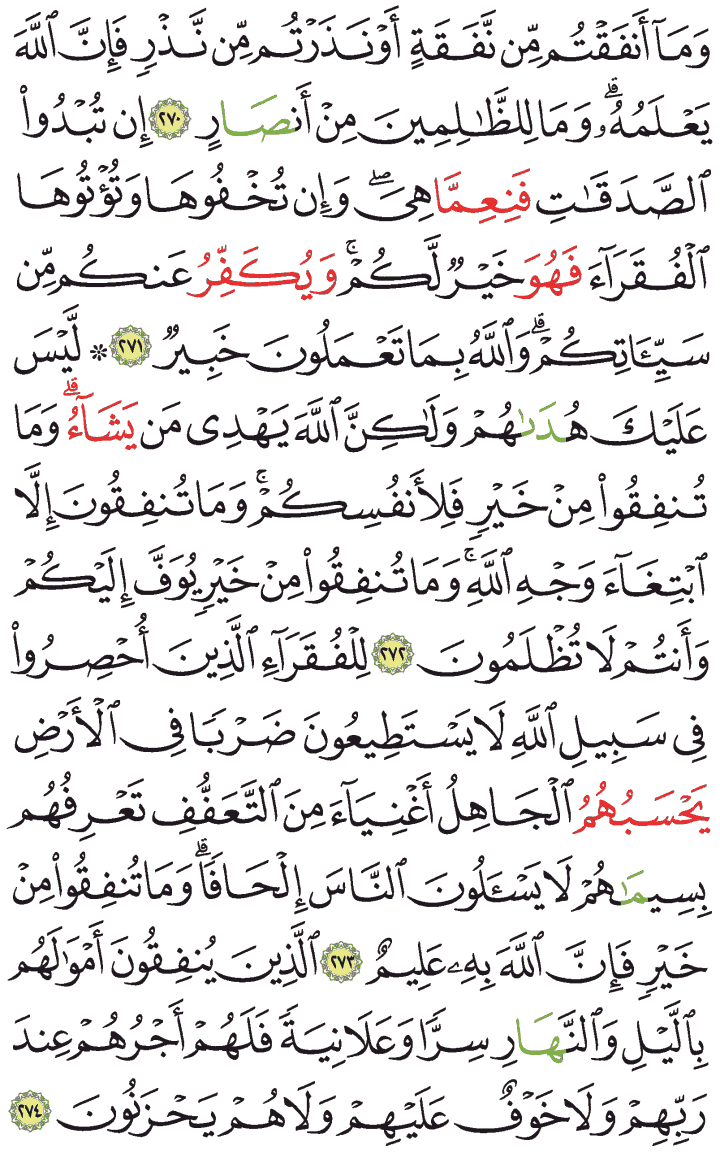 وَمَآ أَنفَقْتُم مِّن نَّفَقَةٍ أَوْ نَذَرْتُم مِّن نَّذْرٍ فَإِنَّ ٱللَّهَ
يَعْلَمُهُۥ ۗ وَمَا لِلظَّـٰلِمِينَ مِنْ أَنصَارٍ ٢٧٠ إِن تُبْدُوا۟
ٱلصَّدَقَـٰتِ فَنِعِمَّا هِىَ ۖ وَإِن تُخْفُوهَا وَتُؤْتُوهَا
ٱلْفُقَرَآءَ فَهُوَ خَيْرٌ لَّكُمْ ۚ وَيُكَفِّرُ عَنكُم مِّن
سَيِّـَٔاتِكُمْ ۗ وَٱللَّهُ بِمَا تَعْمَلُونَ خَبِيرٌ ٢٧١ * لَّيْسَ
عَلَيْكَ هُدَىٰهُمْ وَلَـٰكِنَّ ٱللَّهَ يَهْدِى مَن يَشَآءُ ۗ وَمَا
تُنفِقُوا۟ مِنْ خَيْرٍ فَلِأَنفُسِكُمْ ۚ وَمَا تُنفِقُونَ إِلَّا
ٱبْتِغَآءَ وَجْهِ ٱللَّهِ ۚ وَمَا تُنفِقُوا۟ مِنْ خَيْرٍ يُوَفَّ إِلَيْكُمْ
وَأَنتُمْ لَا تُظْلَمُونَ ٢٧٢ لِلْفُقَرَآءِ ٱلَّذِينَ أُحْصِرُوا۟
فِى سَبِيلِ ٱللَّهِ لَا يَسْتَطِيعُونَ ضَرْبًا فِى ٱلْأَرْضِ
يَحْسَبُهُمُ ٱلْجَاهِلُ أَغْنِيَآءَ مِنَ ٱلتَّعَفُّفِ تَعْرِفُهُم
بِسِيمَـٰهُمْ لَا يَسْـَٔلُونَ ٱلنَّاسَ إِلْحَافًا ۗ وَمَا تُنفِقُوا۟ مِنْ
خَيْرٍ فَإِنَّ ٱللَّهَ بِهِۦ عَلِيمٌ ٢٧٣ ٱلَّذِينَ يُنفِقُونَ أَمْوَٰلَهُم
بِٱلَّيْلِ وَٱلنَّهَارِ سِرًّا وَعَلَانِيَةً فَلَهُمْ أَجْرُهُمْ عِندَ
رَبِّهِمْ وَلَا خَوْفٌ عَلَيْهِمْ وَلَا هُمْ يَحْزَنُونَ ٢٧٤